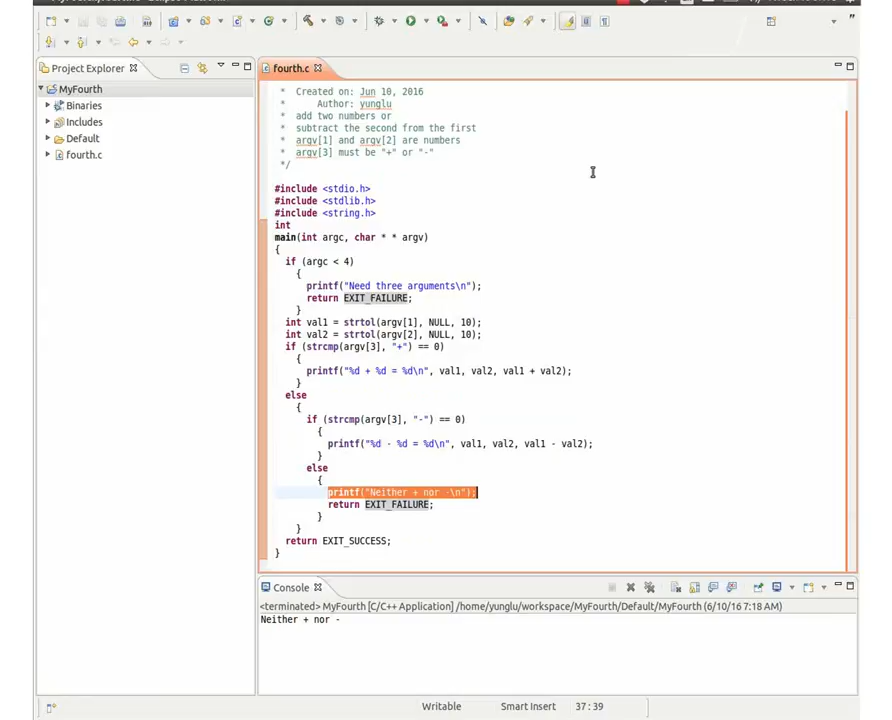 Project Explorer
fourth.c
MyFourth
Binaries
Includes
Default
fourth.c
* Created on: Jun 10, 2016
* Author: yunglu
* add two numbers or
* subtract the second from the first
* argv[1] and argv[2] are numbers
* argv[3] must be "+" or "-"
*/
#include <stdio.h>
#include <stdlib.h>
#include <string.h>
int
main(int argc, char * * argv)
{
if (argc < 4)
{
printf("Need three arguments\n");
return EXIT_FAILURE;
}
int val1 = strtol(argv[1], NULL, 10);
int val2 = strtol(argv[2], NULL, 10);
if (strcmp(argv[3], "+") == 0)
{
printf("%d + %d = %d\n", val1, val2, val1 + val2);
}
else
{
if (strcmp(argv[3], "-") == 0)
{
printf("%d - %d = %d\n", val1, val2, val1 - val2);
}
else
{
printf("Neither + nor -\n");
return EXIT_FAILURE;
}
}
return EXIT_SUCCESS;
}
Console
<terminated> MyFourth [C/C++ Application] /home/yunglu/workspace/MyFourth/Default/MyFourth (6/10/16 7:18 AM)
Neither + nor -
Writable Smart Insert 37 : 39